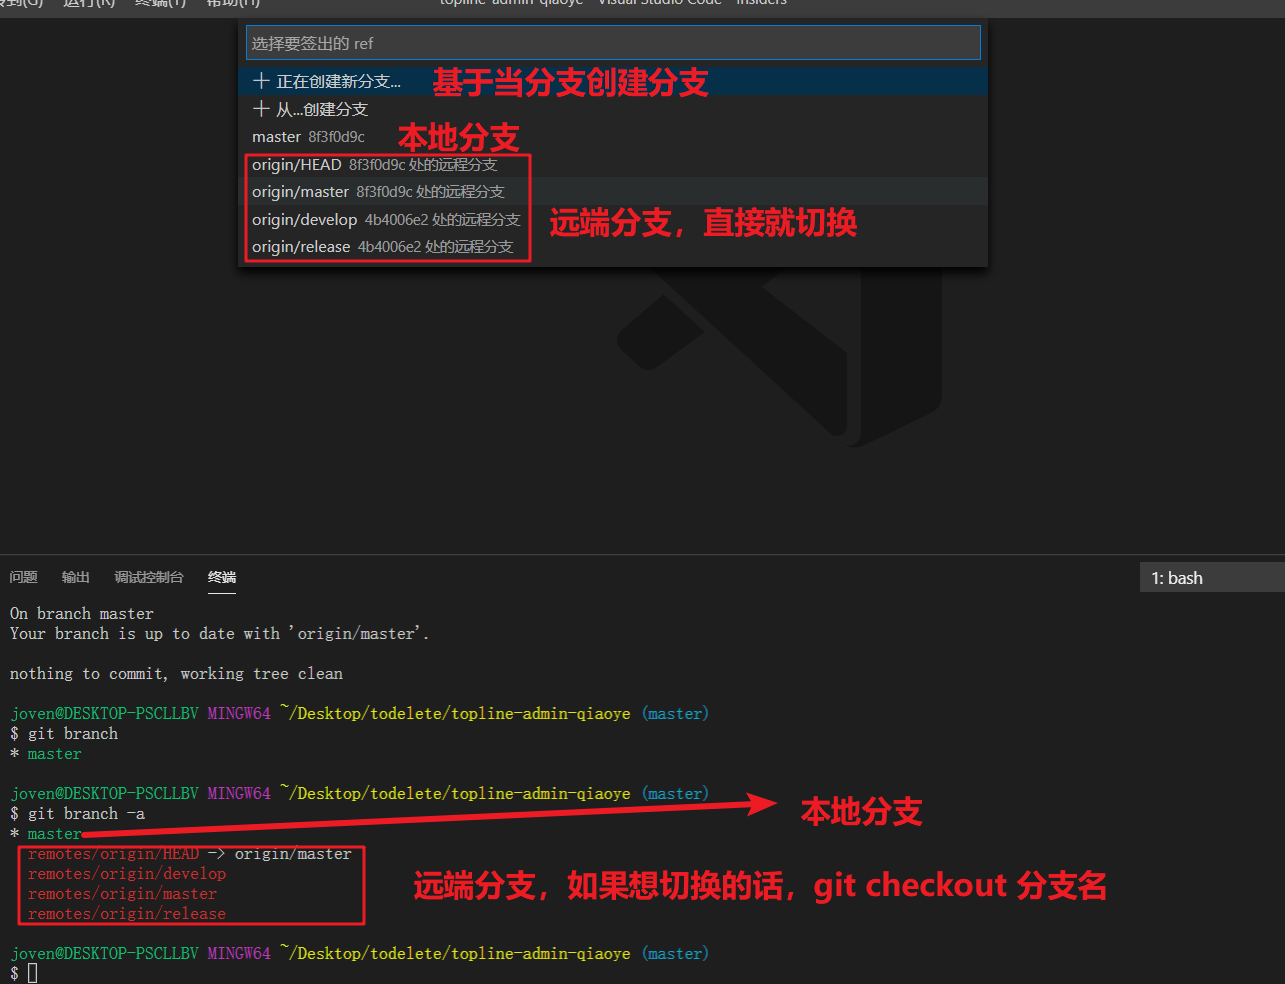 转到(G) 运行(R) 终端(T) 帮助(H) topline-admin-qiaoye - Visual Studio Code - Insiders
选择要签出的 ref
正在创建新分支... 基于当分支创建分支
从...创建分支
master 8f3f0d9c 本地分支
origin/HEAD 8f3f0d9c 处的远程分支
origin/master 8f3f0d9c 处的远程分支
origin/develop 4b4006e2 处的远程分支 远端分支，直接就切换
origin/release 4b4006e2 处的远程分支
问题 输出 调试控制台 终端 1: bash
On branch master
Your branch is up to date with 'origin/master'.
nothing to commit, working tree clean
joven@DESKTOP-PSCLLBV MINGW64 ~/Desktop/todelete/topline-admin-qiaoye (master)
$ git branch
* master
joven@DESKTOP-PSCLLBV MINGW64 ~/Desktop/todelete/topline-admin-qiaoye (master)
$ git branch -a 本地分支
* master
remotes/origin/HEAD -> origin/master
remotes/origin/develop
remotes/origin/master 远端分支，如果想切换的话，git checkout 分支名
remotes/origin/release
joven@DESKTOP-PSCLLBV MINGW64 ~/Desktop/todelete/topline-admin-qiaoye (master)
$